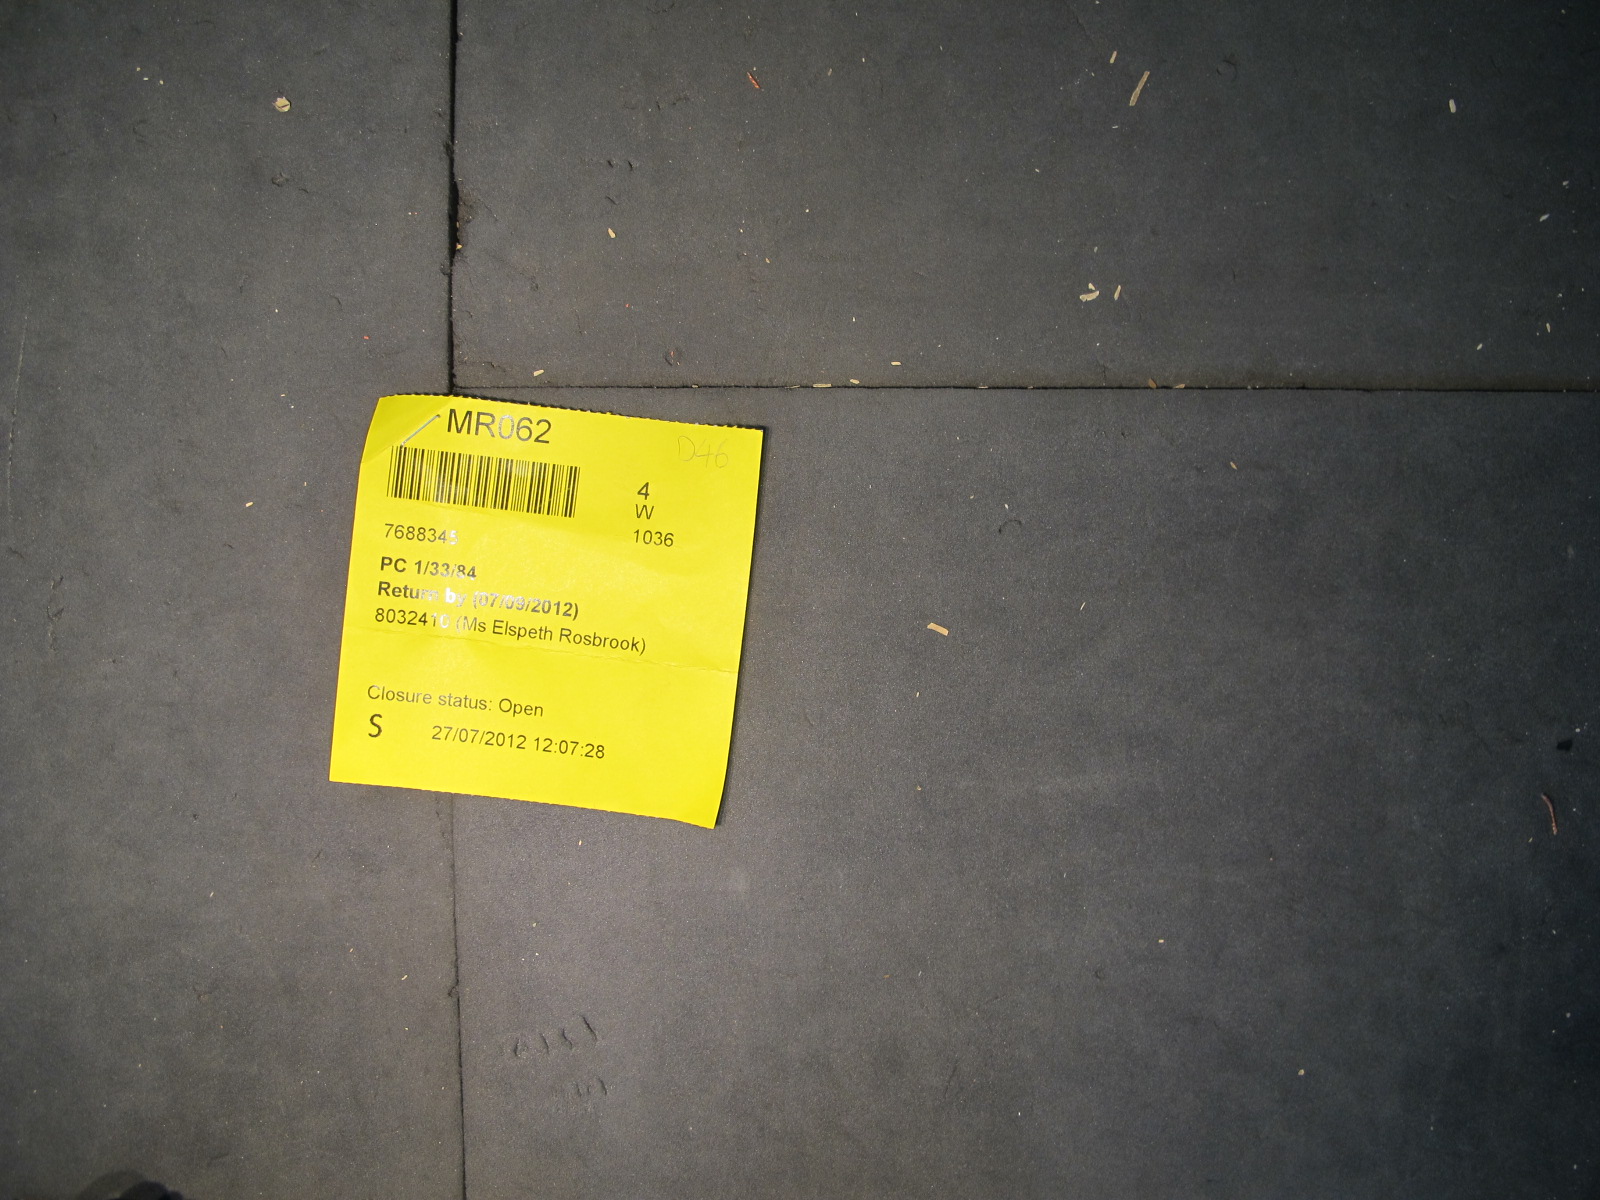 MR062
D46
4
W
7688345
1036
PC 1/33/84
Return by (07/09/2012)
8032410 (Ms Elspeth Rosbrook)
Closure status: Open
S 27/07/2012 12:07:28